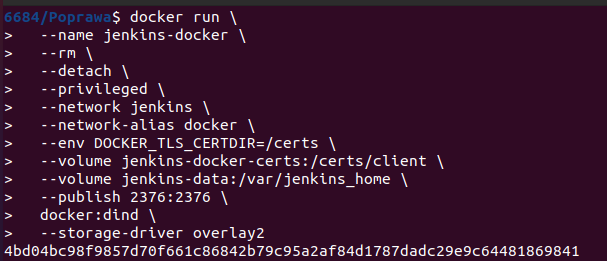 6684/Poprawa$ docker run \
>   --name jenkins-docker \
>   --rm \
>   --detach \
>   --privileged \
>   --network jenkins \
>   --network-alias docker \
>   --env DOCKER_TLS_CERTDIR=/certs \
>   --volume jenkins-docker-certs:/certs/client \
>   --volume jenkins-data:/var/jenkins_home \
>   --publish 2376:2376 \
>   docker:dind \
>   --storage-driver overlay2
4bd04bc98f9857d70f661c86842b79c95a2af84d1787dadc29e9c64481869841